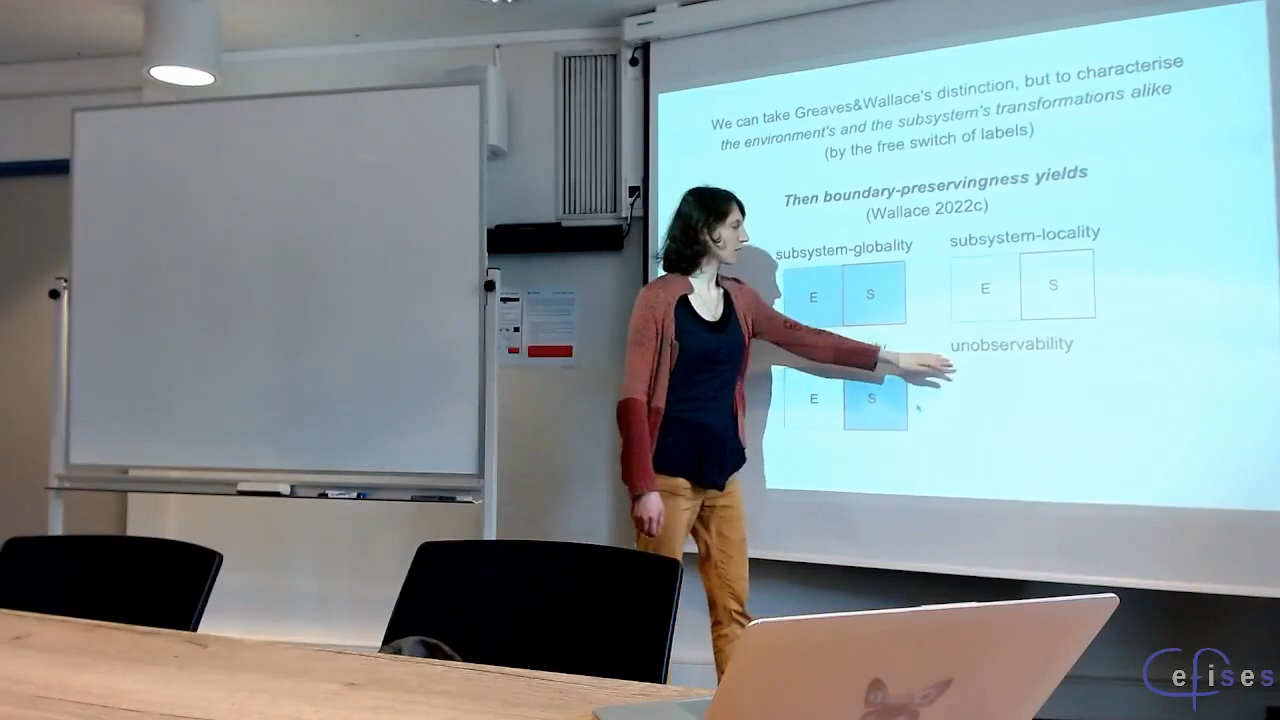 We can take Greaves&Wallace's distinction, but to characterise
the environment's and the subsystem's transformations alike
(by the free switch of labels)
Then boundary-preservingness yields
(Wallace 2022c)
subsystem-globality
subsystem-locality
E S
E S
unobservability
E S
efises